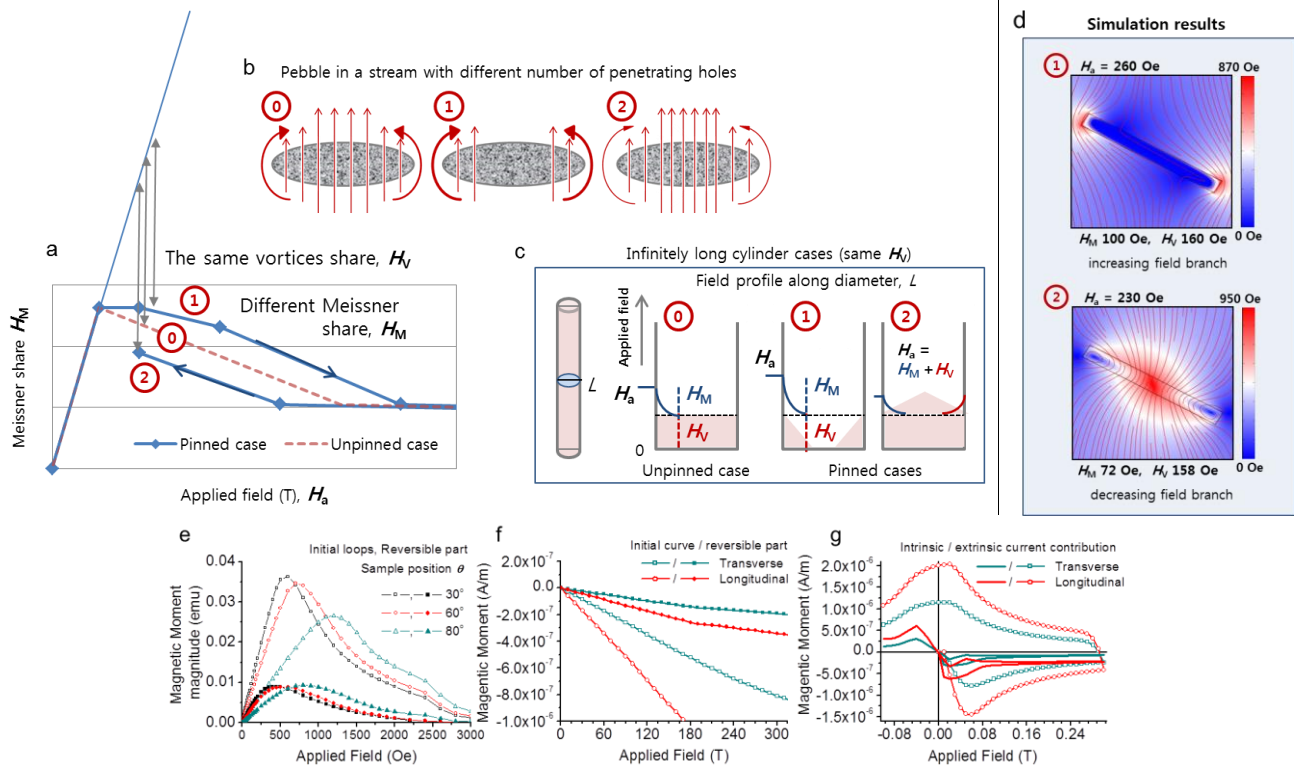 b
Pebble in a stream with different number of penetrating holes
0
1
2
a
The same vortices share, HV
Different Meissner
share, HM
1
0
2
Meissner share HM
Pinned case
Unpinned case
Applied field (T), Ha
c
Infinitely long cylinder cases (same HV)
Field profile along diameter, L
Applied field
0
1
2
L
Ha
HM
HV
0
Ha
HM
HV
Ha =
HM + HV
Unpinned case
Pinned cases
d
Simulation results
1
Ha = 260 Oe
870 Oe
0 Oe
HM 100 Oe, HV 160 Oe
increasing field branch
2
Ha = 230 Oe
950 Oe
0 Oe
HM 72 Oe, HV 158 Oe
decreasing field branch
e
Initial loops, Reversible part
Sample position θ
30°
60°
80°
Magnetic Moment
magnitude (emu)
0.04
0.03
0.02
0.01
0.00
0 500 1000 1500 2000 2500 3000
Applied Field (Oe)
f
Initial curve / reversible part
Transverse
Longitudinal
Magentic Moment (A/m)
2.0x10-7
0.0
-2.0x10-7
-4.0x10-7
-6.0x10-7
-8.0x10-7
-1.0x10-6
0 60 120 180 240 300
Applied Field (T)
g
Intrinsic / extrinsic current contribution
Transverse
Longitudinal
Magentic Moment (A/m)
2.0x10-6
1.5x10-6
1.0x10-6
5.0x10-7
0.0
-5.0x10-7
-1.0x10-6
-1.5x10-6
-0.08 0.00 0.08 0.16 0.24
Applied Field (T)